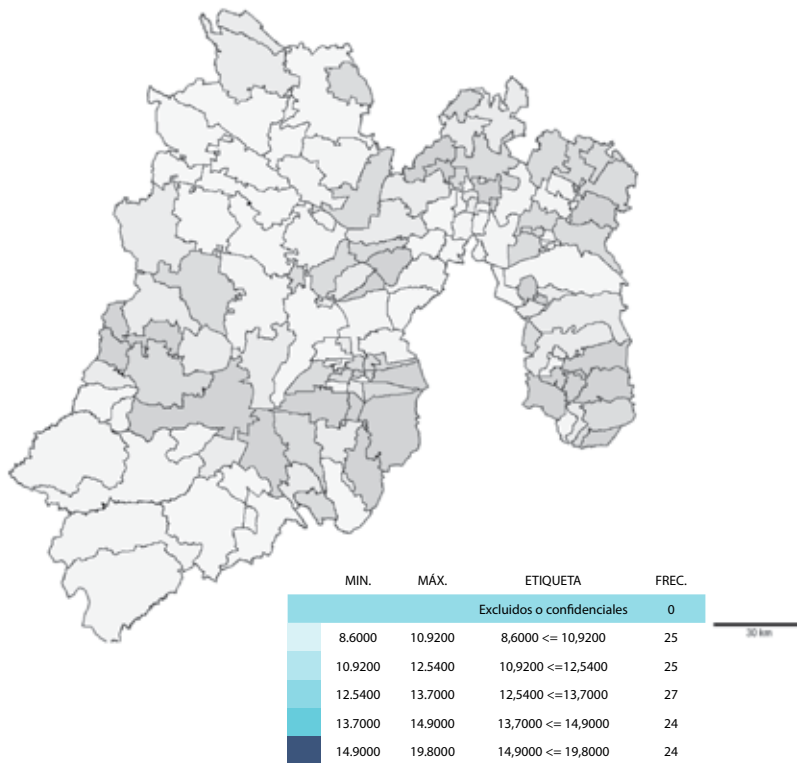 MIN. MÁX. ETIQUETA FREC.
Excluidos o confidenciales 0
8.6000 10.9200 8,6000 <= 10,9200 25
10.9200 12.5400 10,9200 <=12,5400 25
12.5400 13.7000 12,5400 <=13,7000 27
13.7000 14.9000 13,7000 <= 14,9000 24
14.9000 19.8000 14,9000 <= 19,8000 24
30 km